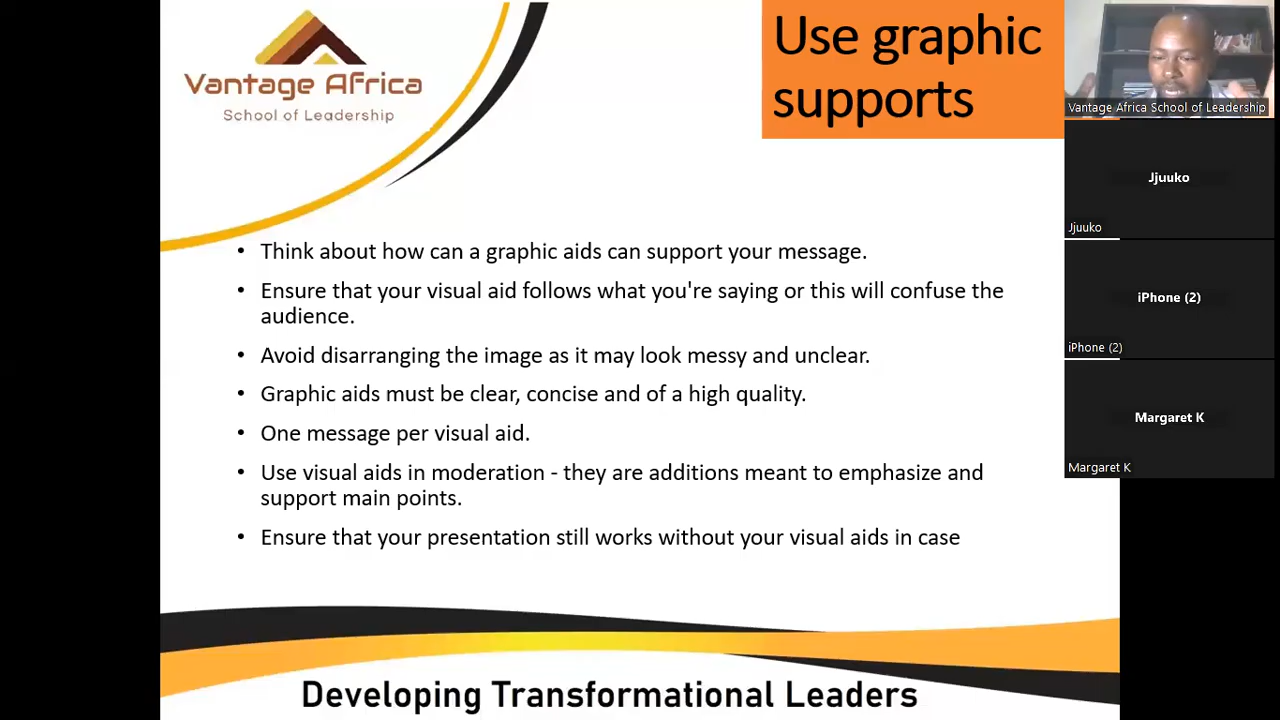 Vantage Africa
School of Leadership
Use graphic
supports
• Think about how can a graphic aids can support your message.
• Ensure that your visual aid follows what you're saying or this will confuse the
audience.
• Avoid disarranging the image as it may look messy and unclear.
• Graphic aids must be clear, concise and of a high quality.
• One message per visual aid.
• Use visual aids in moderation - they are additions meant to emphasize and
support main points.
• Ensure that your presentation still works without your visual aids in case
Developing Transformational Leaders
Vantage Africa School of Leadership
Jjuuko
Jjuuko
iPhone (2)
iPhone (2)
Margaret K
Margaret K